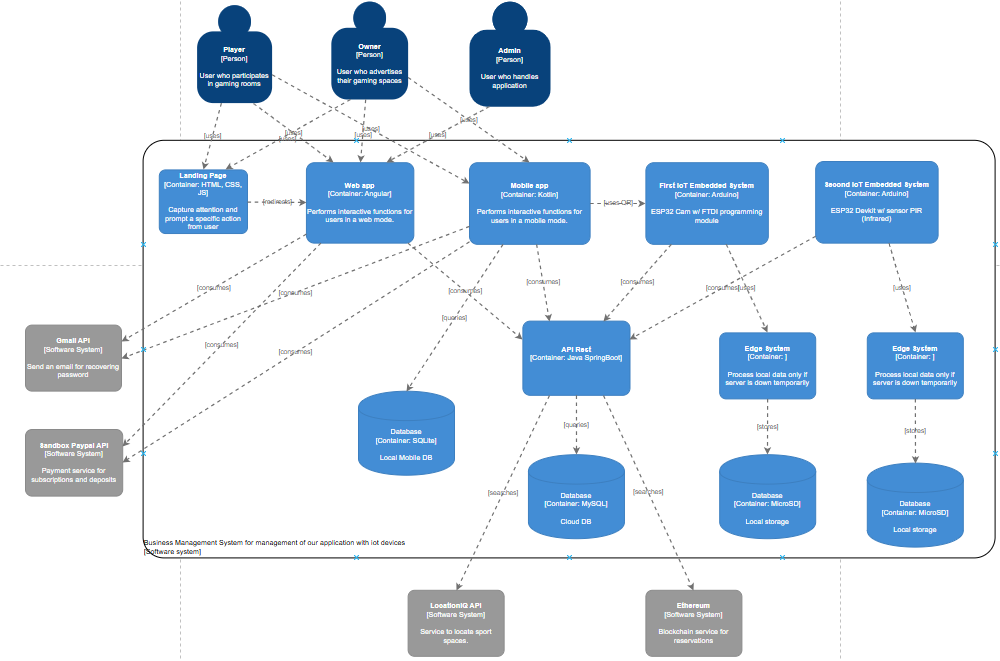 Player
[Person]
User who participates
in gaming rooms
Owner
[Person]
User who advertises
their gaming spaces
Admin
[Person]
User who handles
application
[uses]
[uses]
[uses]
[uses]
[uses]
[uses]
[uses]
Landing Page
[Container: HTML, CSS,
JS]
Capture attention and
prompt a specific action
from user
[redirects]
Web app
[Container: Angular]
Performs interactive functions for
users in a web mode.
Mobile app
[Container: Kotlin]
Performs interactive functions for
users in a mobile mode.
[uses QR]
First IoT Embedded System
[Container: Arduino]
ESP32 Cam w/ FTDI programming
module
Second IoT Embedded System
[Container: Arduino]
ESP32 Devkit w/ sensor PIR
(Infrared)
[consumes]
[consumes]
[consumes]
[consumes]
[consumes]
[consumes]
[consumes]
[consumes]
[uses]
[uses]
[queries]
Gmail API
[Software System]
Send an email for recovering
password
API Rest
[Container: Java SpringBoot]
Edge System
[Container: ]
Process local data only if
server is down temporarily
Edge System
[Container: ]
Process local data only if
server is down temporarily
Sandbox Paypal API
[Software System]
Payment service for
subscriptions and deposits
Database
[Container: SQLite]
Local Mobile DB
[queries]
[stores]
[stores]
[searches]
[searches]
Database
[Container: MySQL]
Cloud DB
Database
[Container: MicroSD]
Local storage
Database
[Container: MicroSD]
Local storage
Business Management System for management of our application with iot devices
[Software system]
LocationIQ API
[Software System]
Service to locate sport
spaces.
Ethereum
[Software System]
Blockchain service for
reservations